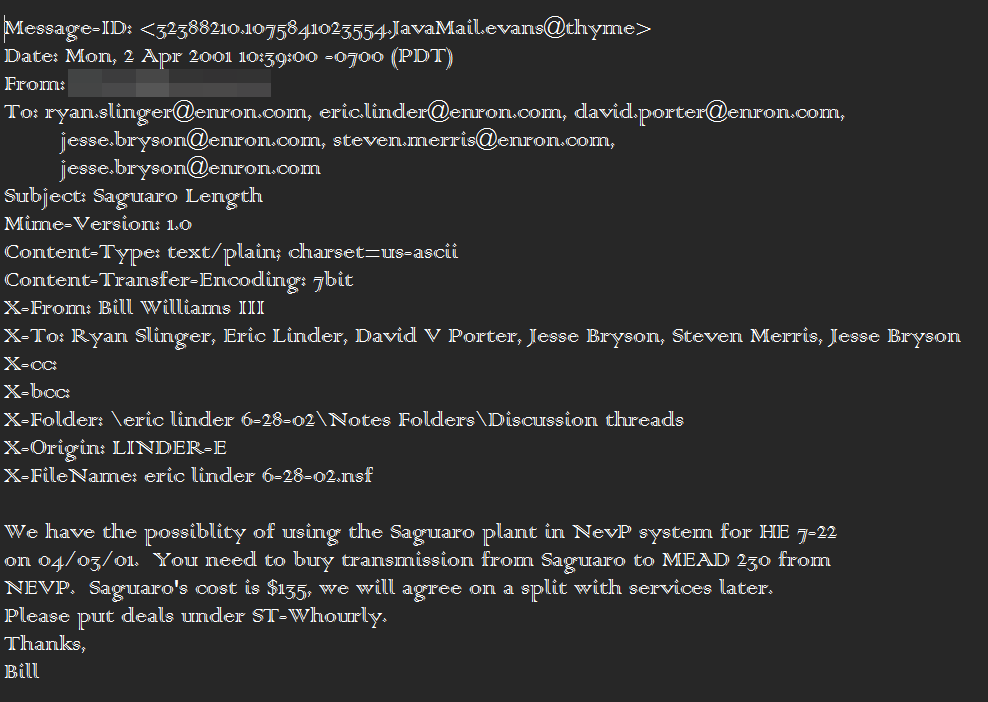 Message-ID: <32388210.1075841023554.JavaMail.evans@thyme>
Date: Mon, 2 Apr 2001 10:39:00 -0700 (PDT)
From:
To: ryan.slinger@enron.com, eric.linder@enron.com, david.porter@enron.com,
jesse.bryson@enron.com, steven.merris@enron.com,
jesse.bryson@enron.com
Subject: Saguaro Length
Mime-Version: 1.0
Content-Type: text/plain; charset=us-ascii
Content-Transfer-Encoding: 7bit
X-From: Bill Williams III
X-To: Ryan Slinger, Eric Linder, David V Porter, Jesse Bryson, Steven Merris, Jesse Bryson
X-cc:
X-bcc:
X-Folder: \eric linder 6-28-02\Notes Folders\Discussion threads
X-Origin: LINDER-E
X-FileName: eric linder 6-28-02.nsf

We have the possiblity of using the Saguaro plant in NevP system for HE 7-22
on 04/03/01.  You need to buy transmission from Saguaro to MEAD 230 from
NEVP.  Saguaro's cost is $135, we will agree on a split with services later.
Please put deals under ST-Whourly.
Thanks,
Bill